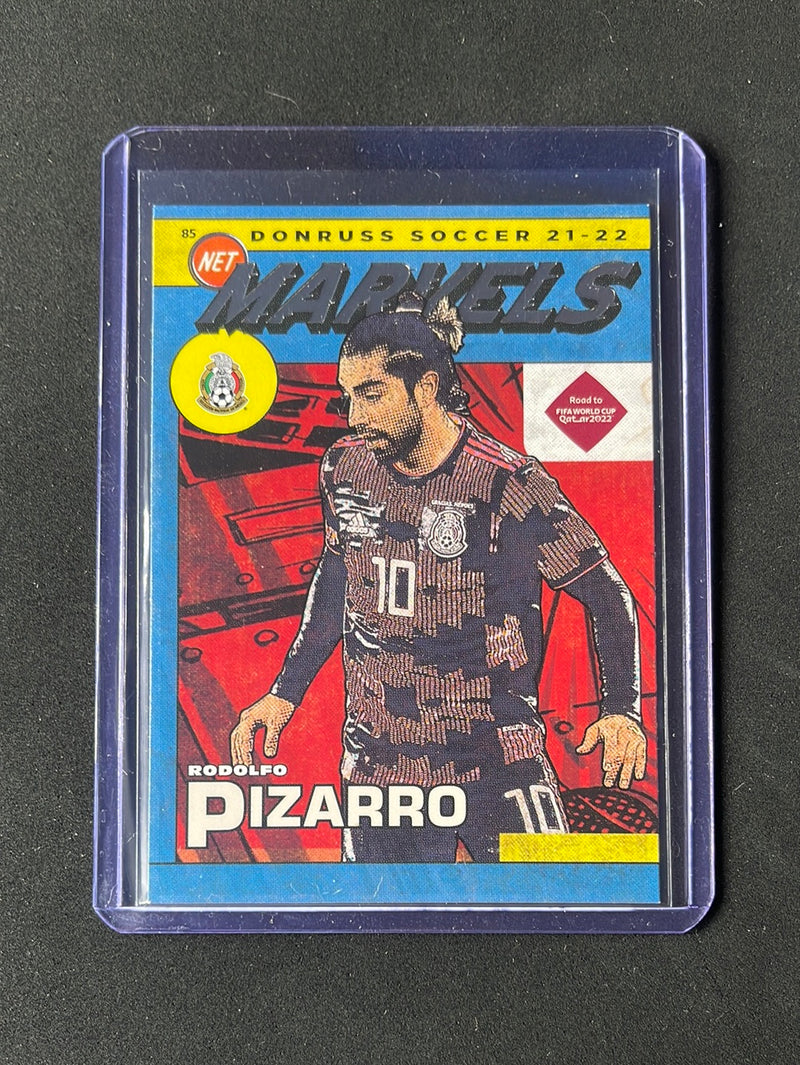 85
DONRUSS SOCCER 21-22
NET
MARVELS
Road to
FIFA WORLD CUP
Qatar2022
10
RODOLFO
PIZARRO
10